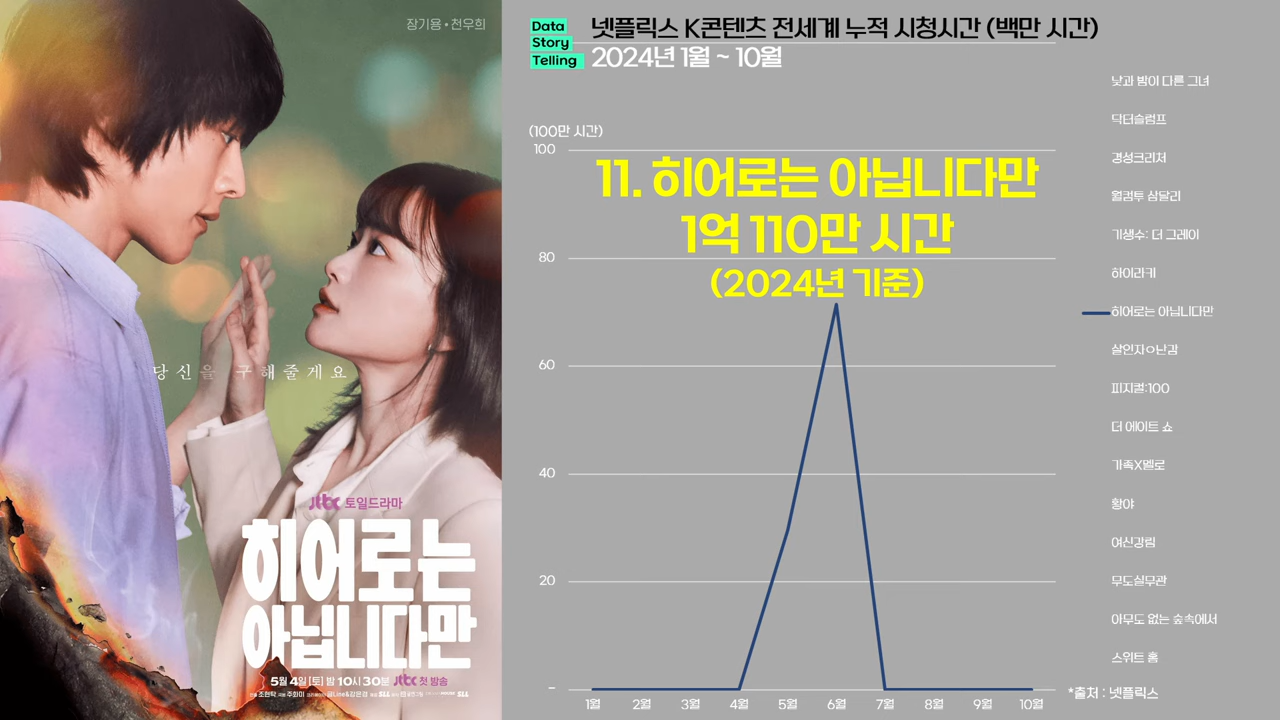 장기용·천우희
당신을 구해줄게요
jtbc 토일드라마
히어로는
아닙니다만
5월 4일[토] 밤 10시 30분 jtbc 첫 방송
Data
Story
Telling
넷플릭스 K콘텐츠 전세계 누적 시청시간 (백만 시간)
2024년 1월 ~ 10월
(100만 시간)
100
80
60
40
20
–
11. 히어로는 아닙니다만
1억 110만 시간
(2024년 기준)
1월 2월 3월 4월 5월 6월 7월 8월 9월 10월
낮과 밤이 다른 그녀
닥터슬럼프
경성크리처
웰컴투 삼달리
기생수: 더 그레이
하이라키
히어로는 아닙니다만
살인자ㅇ난감
피지컬:100
더 에이트 쇼
가족X멜로
황야
여신강림
무도실무관
아무도 없는 숲속에서
스위트 홈
*출처 : 넷플릭스